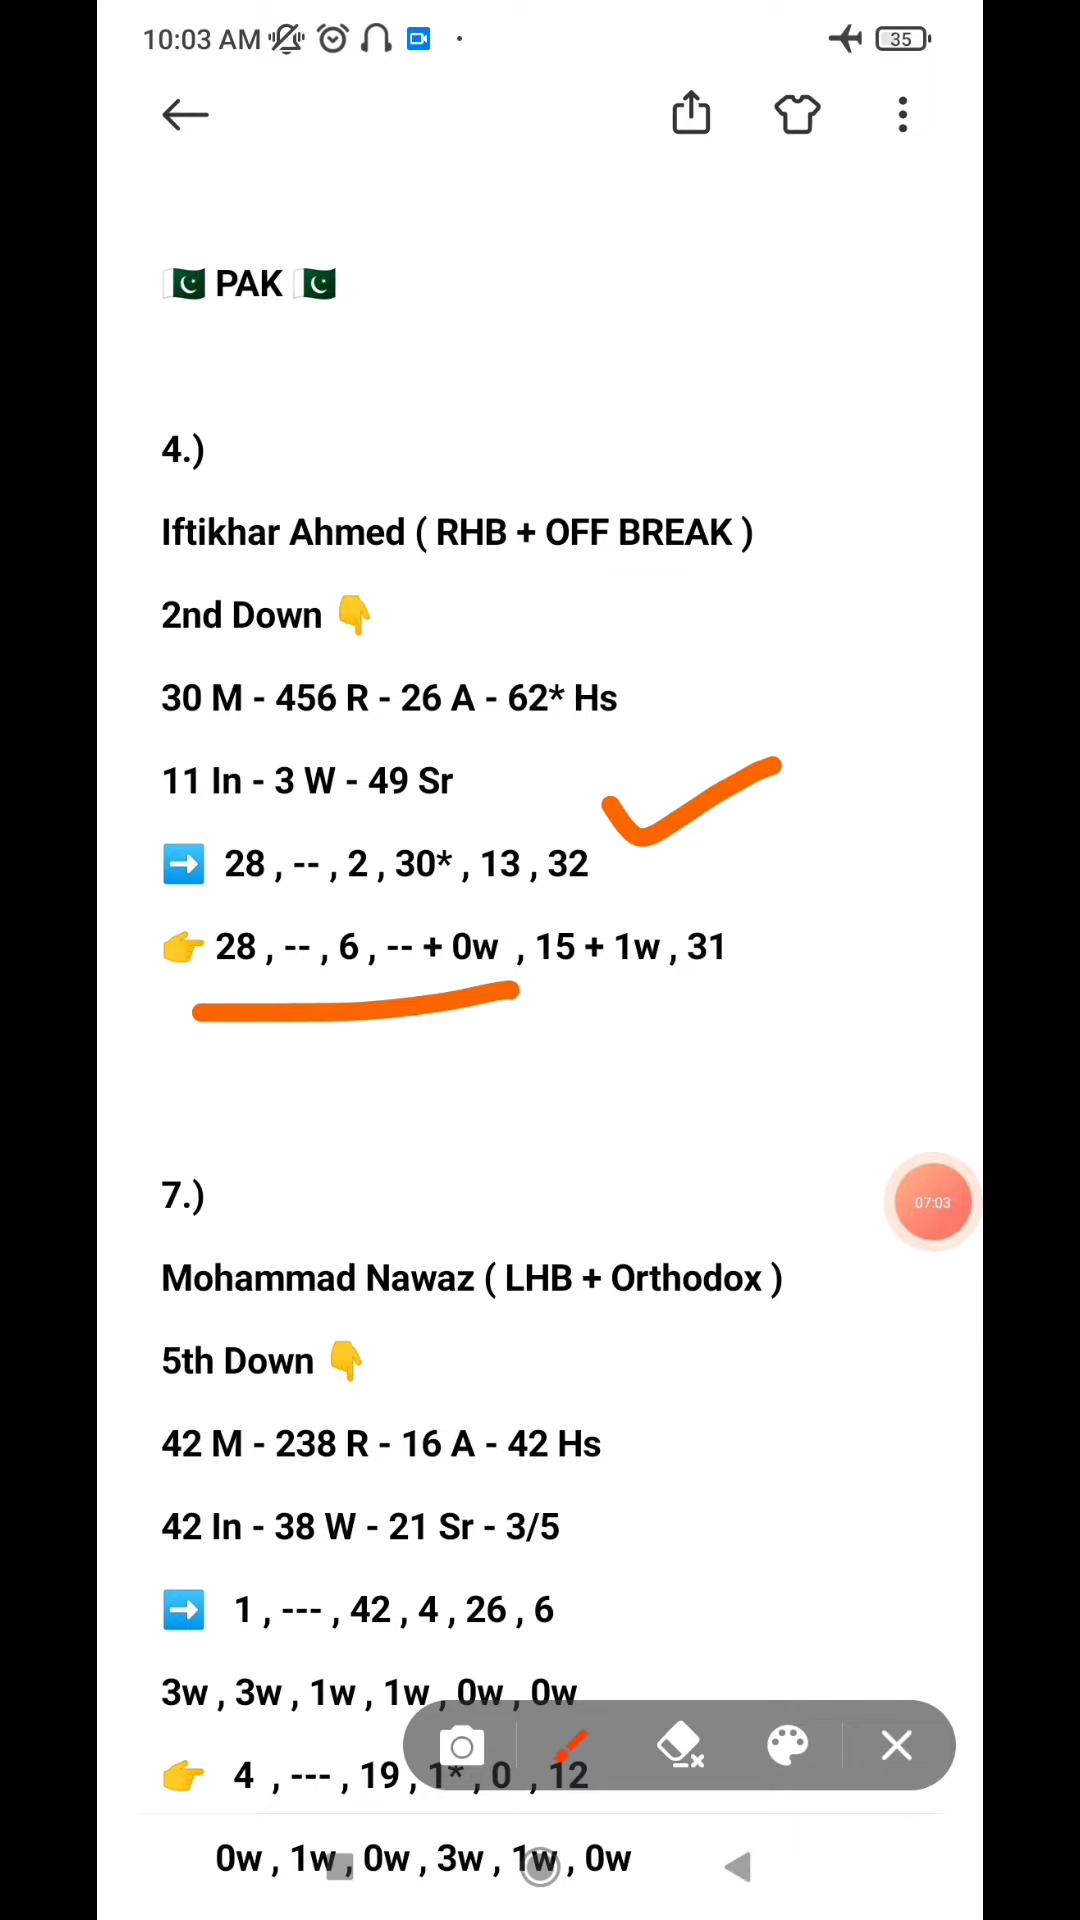 10:03 AM
35
🇵🇰 PAK 🇵🇰
4.)
Iftikhar Ahmed ( RHB + OFF BREAK )
2nd Down 👇
30 M - 456 R - 26 A - 62* Hs
11 In - 3 W - 49 Sr
➡️ 28 , -- , 2 , 30* , 13 , 32
👉 28 , -- , 6 , -- + 0w , 15 + 1w , 31
7.)
07:03
Mohammad Nawaz ( LHB + Orthodox )
5th Down 👇
42 M - 238 R - 16 A - 42 Hs
42 In - 38 W - 21 Sr - 3/5
➡️ 1 , --- , 42 , 4 , 26 , 6
3w , 3w , 1w , 1w , 0w , 0w
👉 4 , --- , 19 , 1* , 0 , 12
0w , 1w , 0w , 3w , 1w , 0w